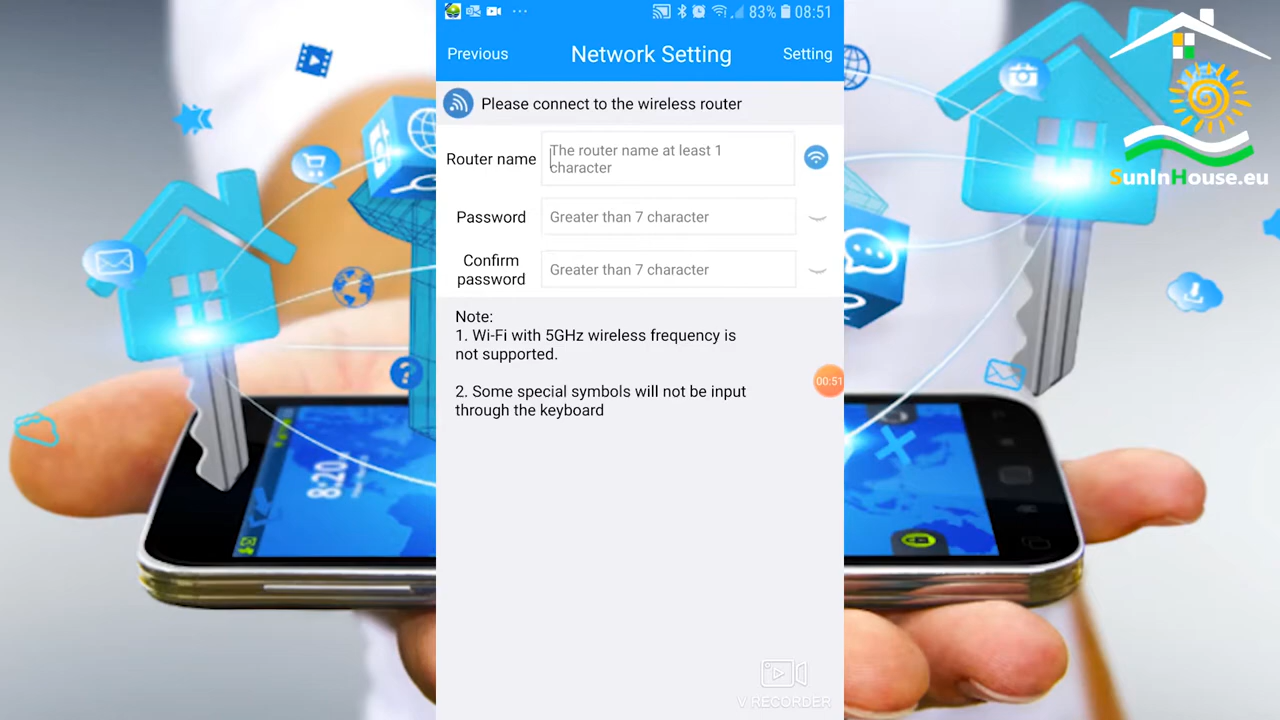 83% 08:51
Previous Network Setting Setting
Please connect to the wireless router
Router name
The router name at least 1
character
Password
Greater than 7 character
Confirm
password
Greater than 7 character
Note:
1. Wi-Fi with 5GHz wireless frequency is
not supported.
2. Some special symbols will not be input
through the keyboard
00:51
V RECORDER
SunInHouse.eu
8:20